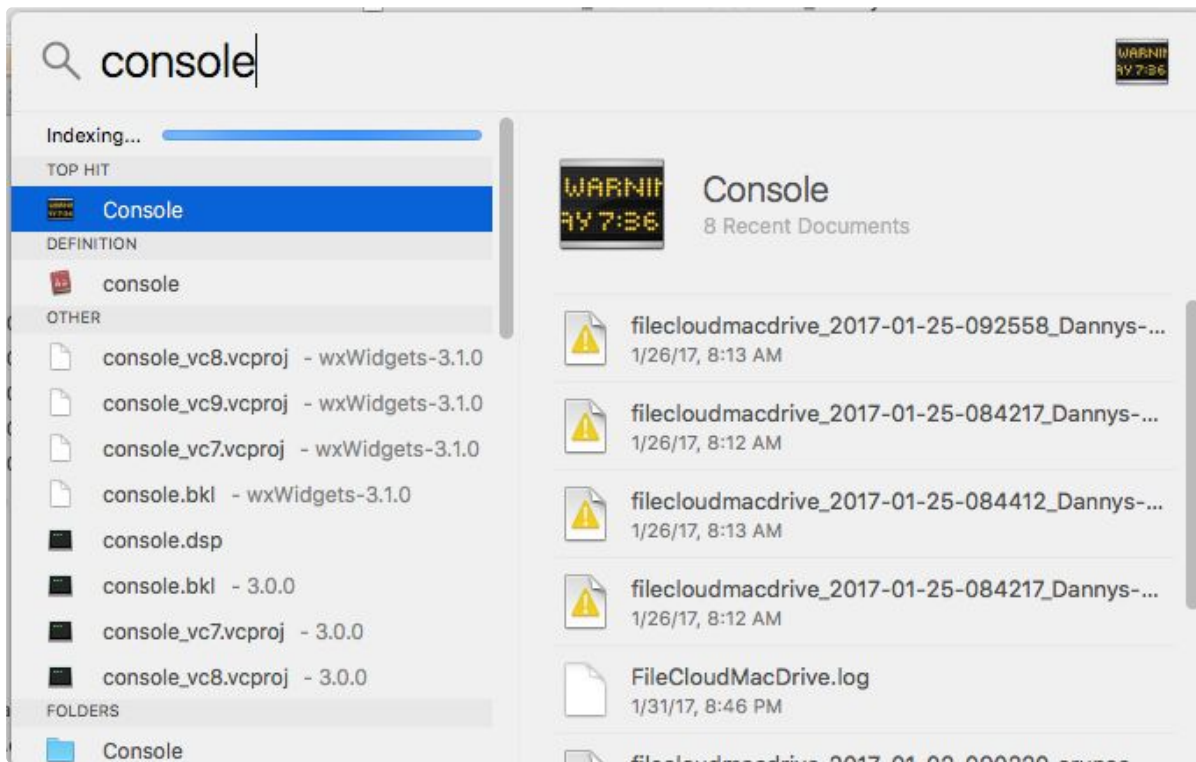 console
WARNIN
AY 7:36
Indexing...
TOP HIT
Console
DEFINITION
console
OTHER
console_vc8.vcproj - wxWidgets-3.1.0
console_vc9.vcproj - wxWidgets-3.1.0
console_vc7.vcproj - wxWidgets-3.1.0
console.bkl - wxWidgets-3.1.0
console.dsp
console.bkl - 3.0.0
console_vc7.vcproj - 3.0.0
console_vc8.vcproj - 3.0.0
FOLDERS
Console
WARNIN
AY 7:36
Console
8 Recent Documents
filecloudmacdrive_2017-01-25-092558_Dannys-...
1/26/17, 8:13 AM
filecloudmacdrive_2017-01-25-084217_Dannys-...
1/26/17, 8:12 AM
filecloudmacdrive_2017-01-25-084412_Dannys-...
1/26/17, 8:13 AM
filecloudmacdrive_2017-01-25-084217_Dannys-...
1/26/17, 8:12 AM
FileCloudMacDrive.log
1/31/17, 8:46 PM